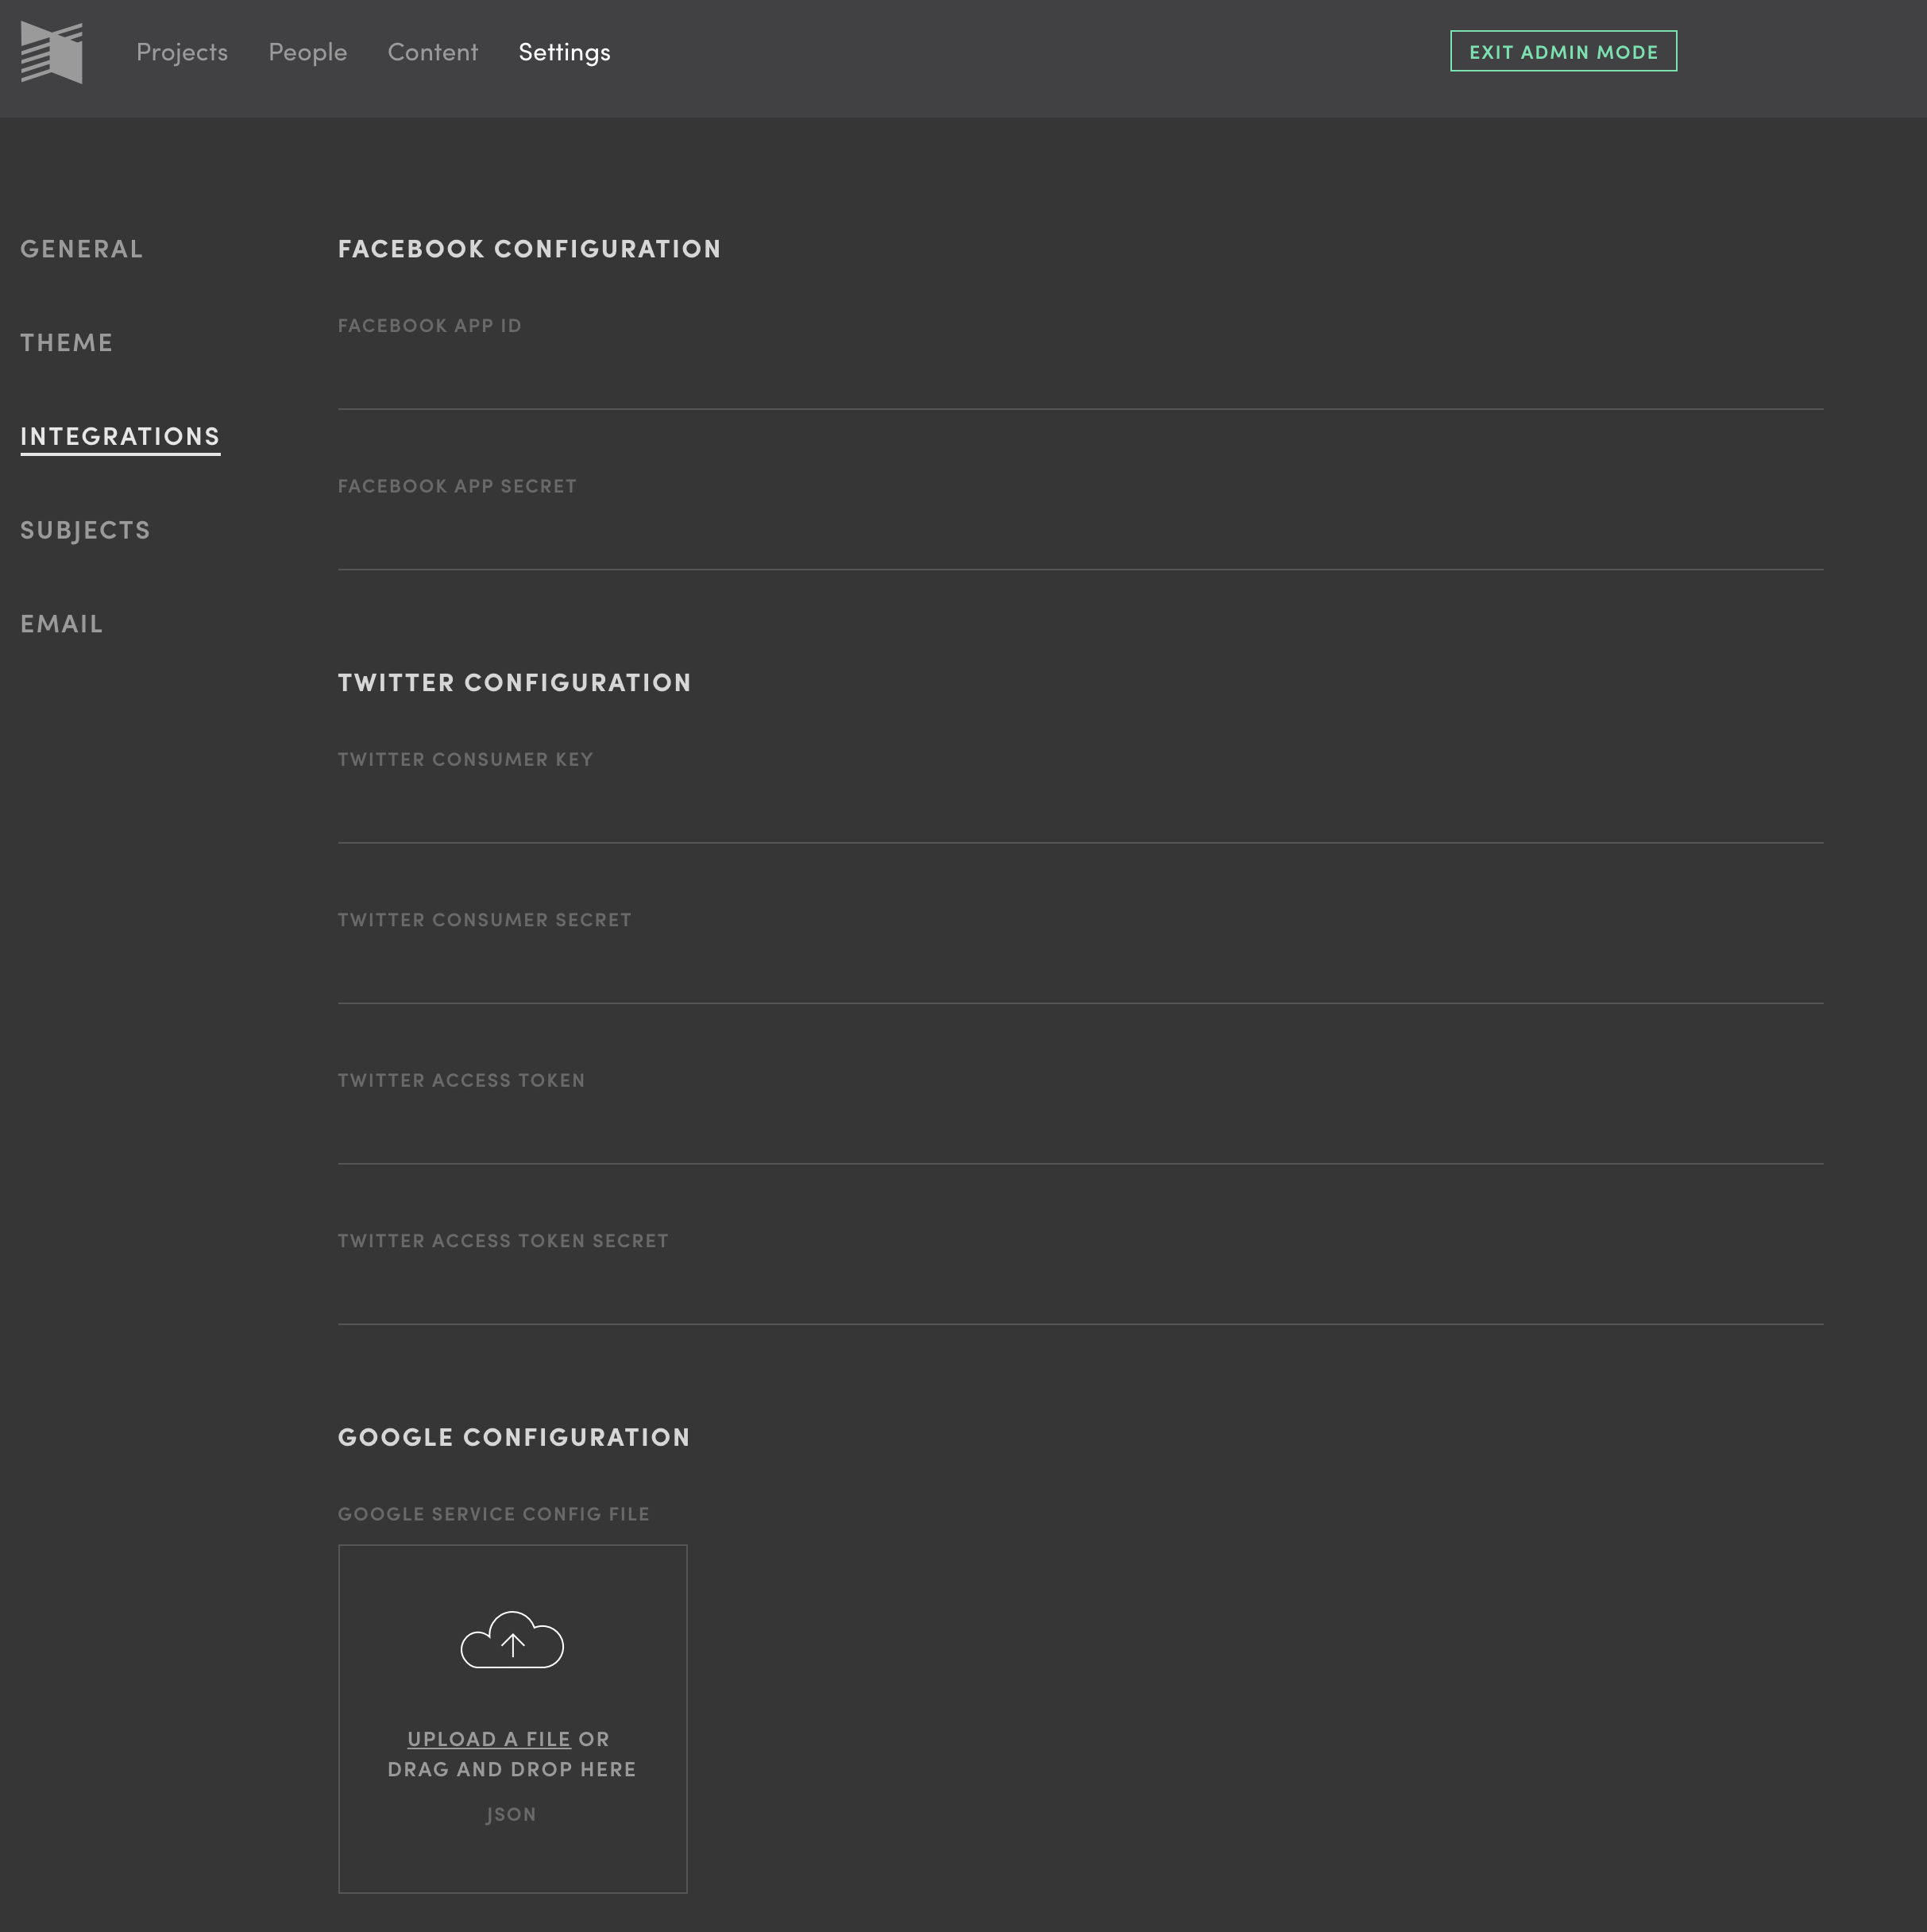 Projects People Content Settings
EXIT ADMIN MODE
GENERAL
THEME
INTEGRATIONS
SUBJECTS
EMAIL
FACEBOOK CONFIGURATION
FACEBOOK APP ID
FACEBOOK APP SECRET
TWITTER CONFIGURATION
TWITTER CONSUMER KEY
TWITTER CONSUMER SECRET
TWITTER ACCESS TOKEN
TWITTER ACCESS TOKEN SECRET
GOOGLE CONFIGURATION
GOOGLE SERVICE CONFIG FILE
UPLOAD A FILE OR
DRAG AND DROP HERE
JSON